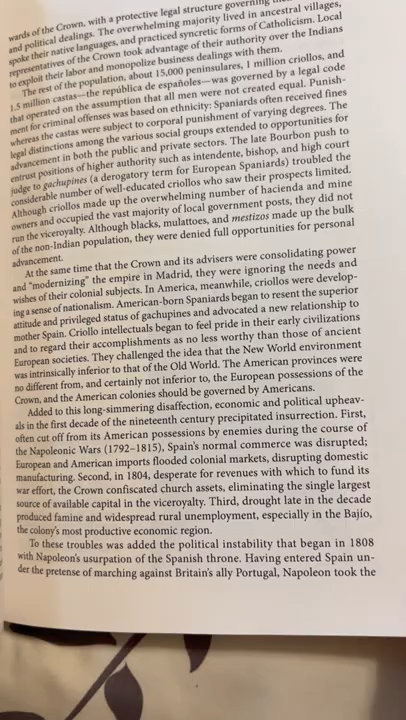 wards of the Crown, with a protective legal structure governing
and political dealings. The overwhelming majority lived in ancestral villages,
spoke their native languages, and practiced syncretic forms of Catholicism. Local
representatives of the Crown took advantage of their authority over the Indians
to exploit their labor and monopolize business dealings with them.
The rest of the population, about 15,000 peninsulares, 1 million criollos, and
1.5 million castas—the república de españoles—was governed by a legal code
that operated on the assumption that all men were not created equal. Punish-
ment for criminal offenses was based on ethnicity: Spaniards often received fines
whereas the castas were subject to corporal punishment of varying degrees. The
legal distinctions among the various social groups extended to opportunities for
advancement in both the public and private sectors. The late Bourbon push to
entrust positions of higher authority such as intendente, bishop, and high court
judge to gachupines (a derogatory term for European Spaniards) troubled the
considerable number of well-educated criollos who saw their prospects limited.
Although criollos made up the overwhelming number of hacienda and mine
owners and occupied the vast majority of local government posts, they did not
run the viceroyalty. Although blacks, mulattoes, and mestizos made up the bulk
of the non-Indian population, they were denied full opportunities for personal
advancement.
At the same time that the Crown and its advisers were consolidating power
and "modernizing" the empire in Madrid, they were ignoring the needs and
wishes of their colonial subjects. In America, meanwhile, criollos were develop-
ing a sense of nationalism. American-born Spaniards began to resent the superior
attitude and privileged status of gachupines and advocated a new relationship to
mother Spain. Criollo intellectuals began to feel pride in their early civilizations
and to regard their accomplishments as no less worthy than those of ancient
European societies. They challenged the idea that the New World environment
was intrinsically inferior to that of the Old World. The American provinces were
no different from, and certainly not inferior to, the European possessions of the
Crown, and the American colonies should be governed by Americans.
Added to this long-simmering disaffection, economic and political upheav-
als in the first decade of the nineteenth century precipitated insurrection. First,
often cut off from its American possessions by enemies during the course of
the Napoleonic Wars (1792–1815), Spain's normal commerce was disrupted;
European and American imports flooded colonial markets, disrupting domestic
manufacturing. Second, in 1804, desperate for revenues with which to fund its
war effort, the Crown confiscated church assets, eliminating the single largest
source of available capital in the viceroyalty. Third, drought late in the decade
produced famine and widespread rural unemployment, especially in the Bajío,
the colony's most productive economic region.
To these troubles was added the political instability that began in 1808
with Napoleon's usurpation of the Spanish throne. Having entered Spain un-
der the pretense of marching against Britain's ally Portugal, Napoleon took the